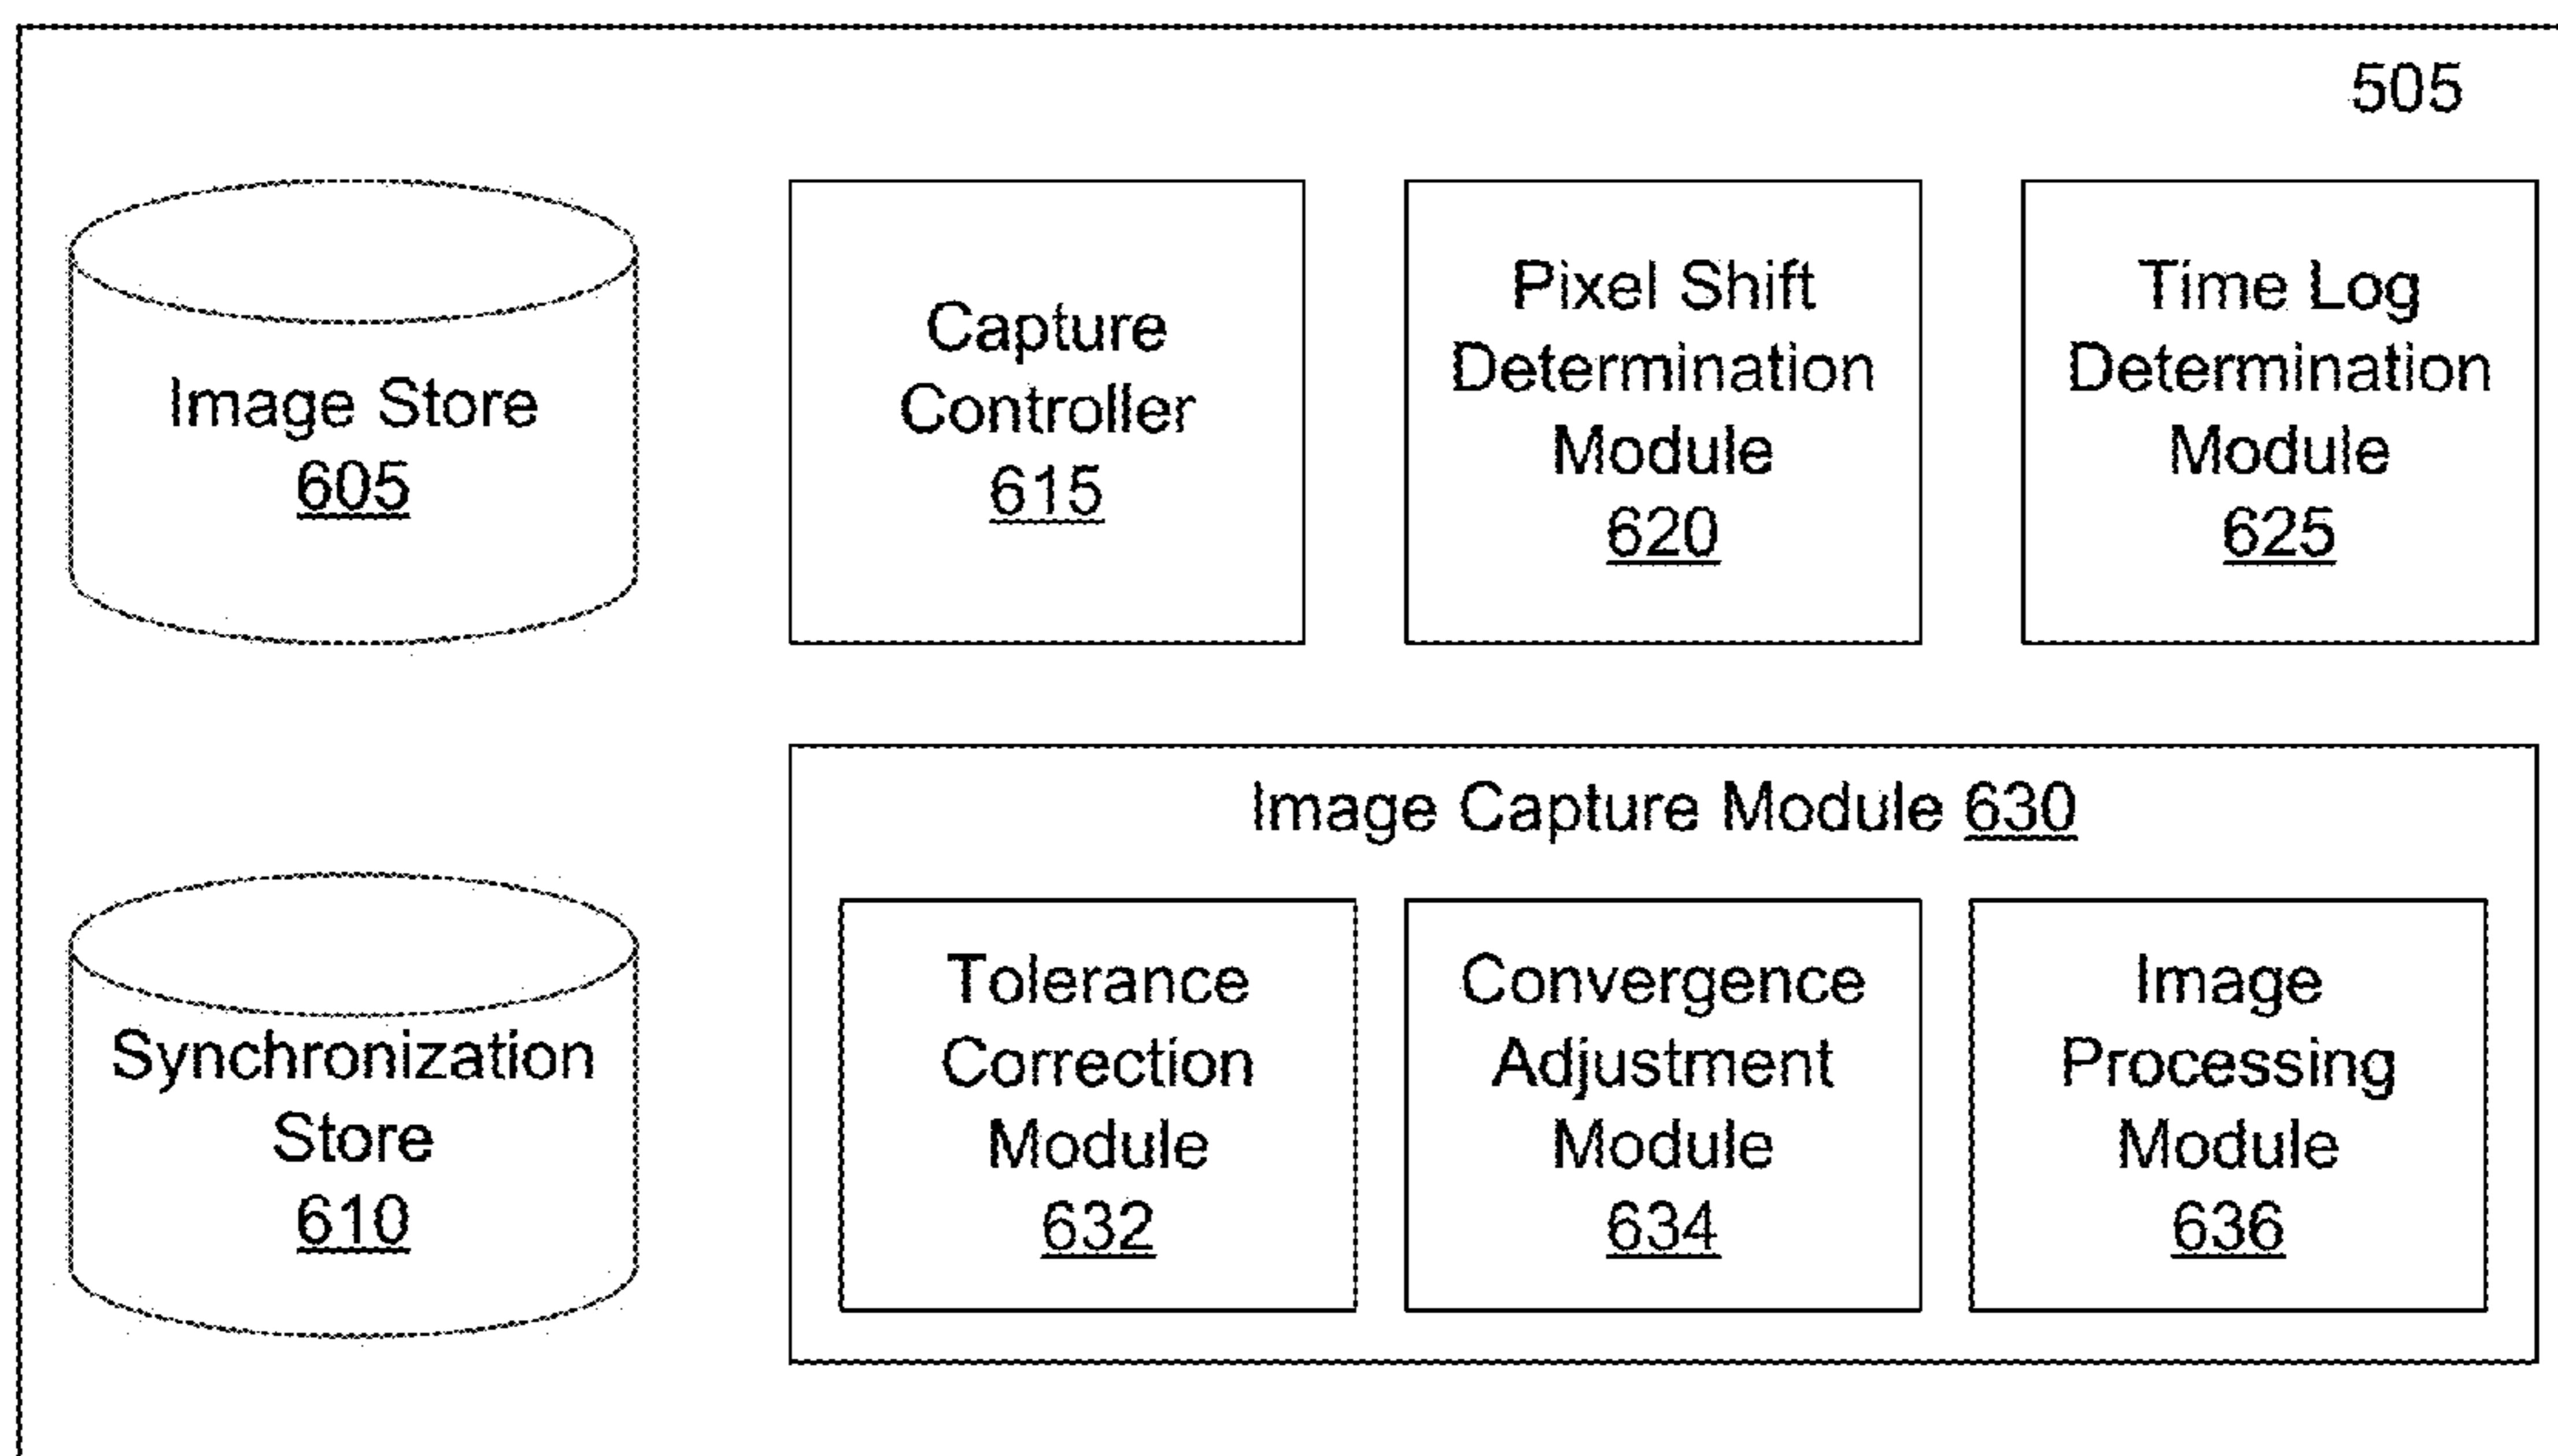 505
Image Store
605
Capture
Controller
615
Pixel Shift
Determination
Module
620
Time Log
Determination
Module
625
Synchronization
Store
610
Image Capture Module 630
Tolerance
Correction
Module
632
Convergence
Adjustment
Module
634
Image
Processing
Module
636